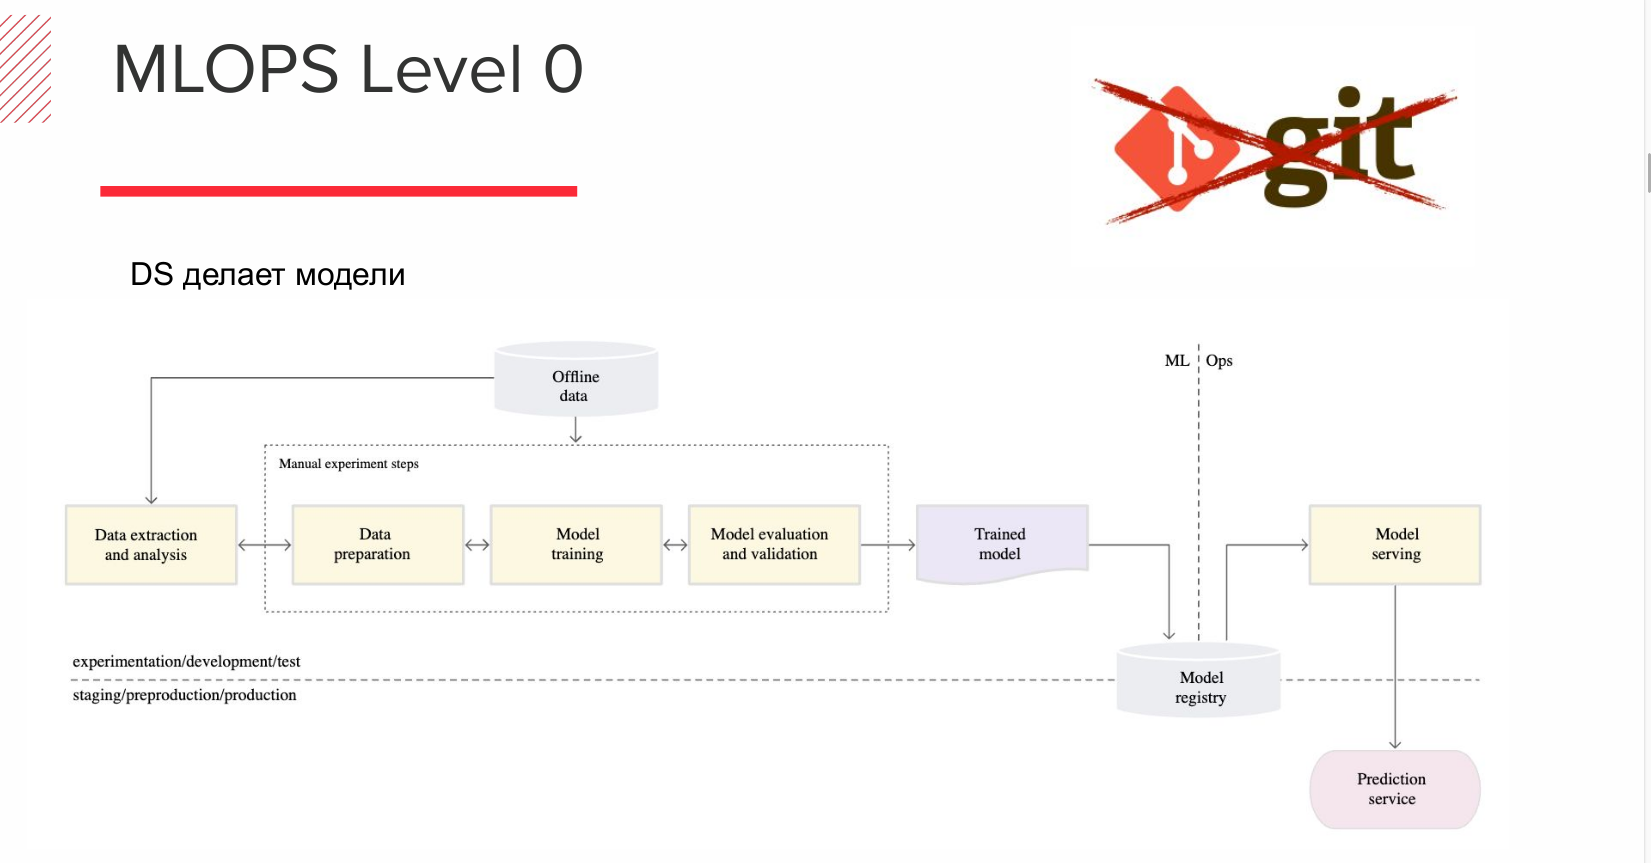 MLOPS Level 0
git
DS делает модели
Offline
data
ML
Ops
Manual experiment steps
Data extraction
and analysis
Data
preparation
Model
training
Model evaluation
and validation
Trained
model
Model
serving
experimentation/development/test
staging/preproduction/production
Model
registry
Prediction
service